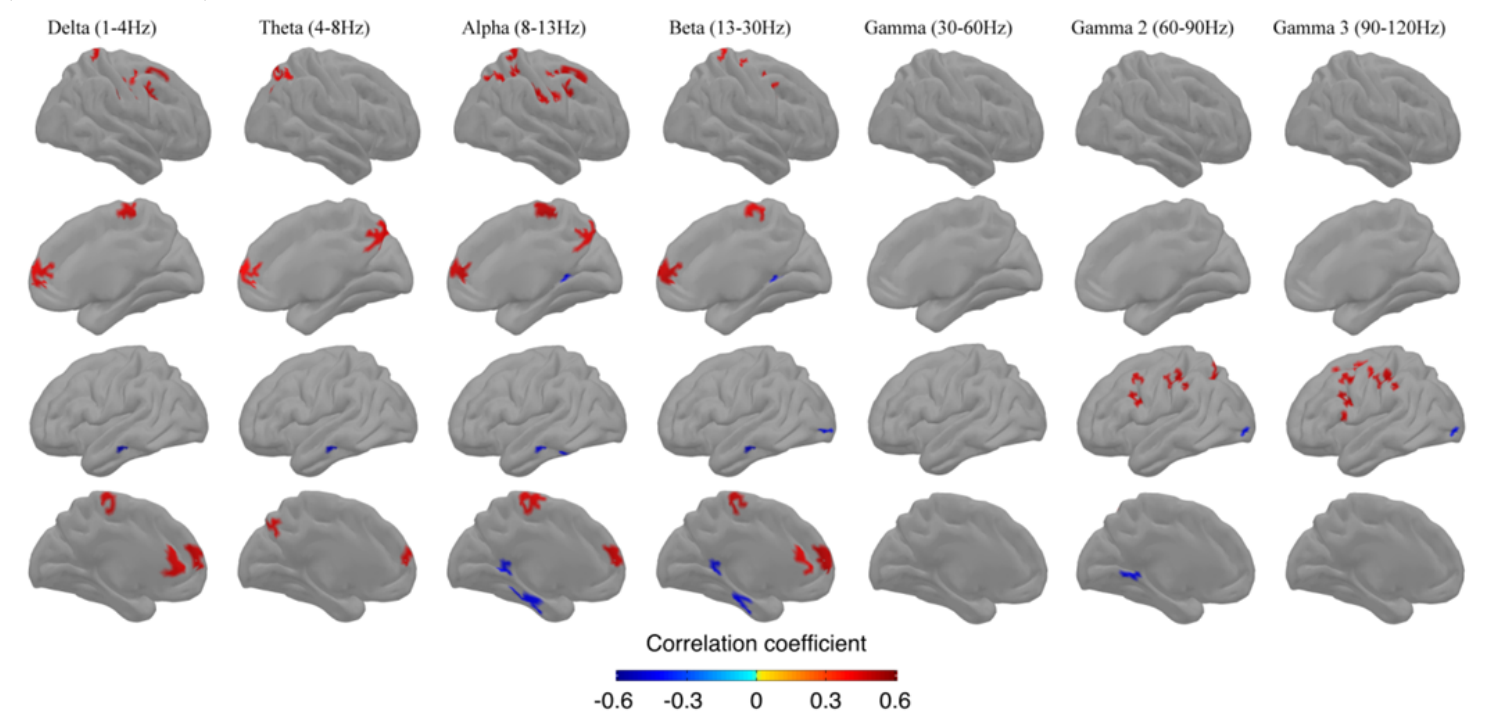 Delta (1-4Hz) Theta (4-8Hz) Alpha (8-13Hz) Beta (13-30Hz) Gamma (30-60Hz) Gamma 2 (60-90Hz) Gamma 3 (90-120Hz)
Correlation coefficient
-0.6 -0.3 0 0.3 0.6